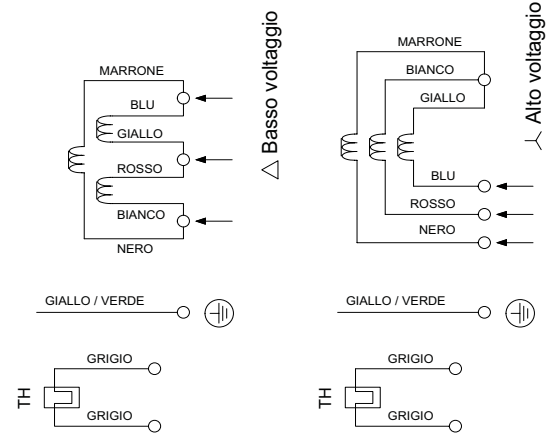 MARRONE
BLU
GIALLO
ROSSO
BIANCO
NERO
△ Basso voltaggio
GIALLO / VERDE
GRIGIO
TH
GRIGIO
MARRONE
BIANCO
GIALLO
BLU
ROSSO
NERO
Alto voltaggio
GIALLO / VERDE
GRIGIO
TH
GRIGIO